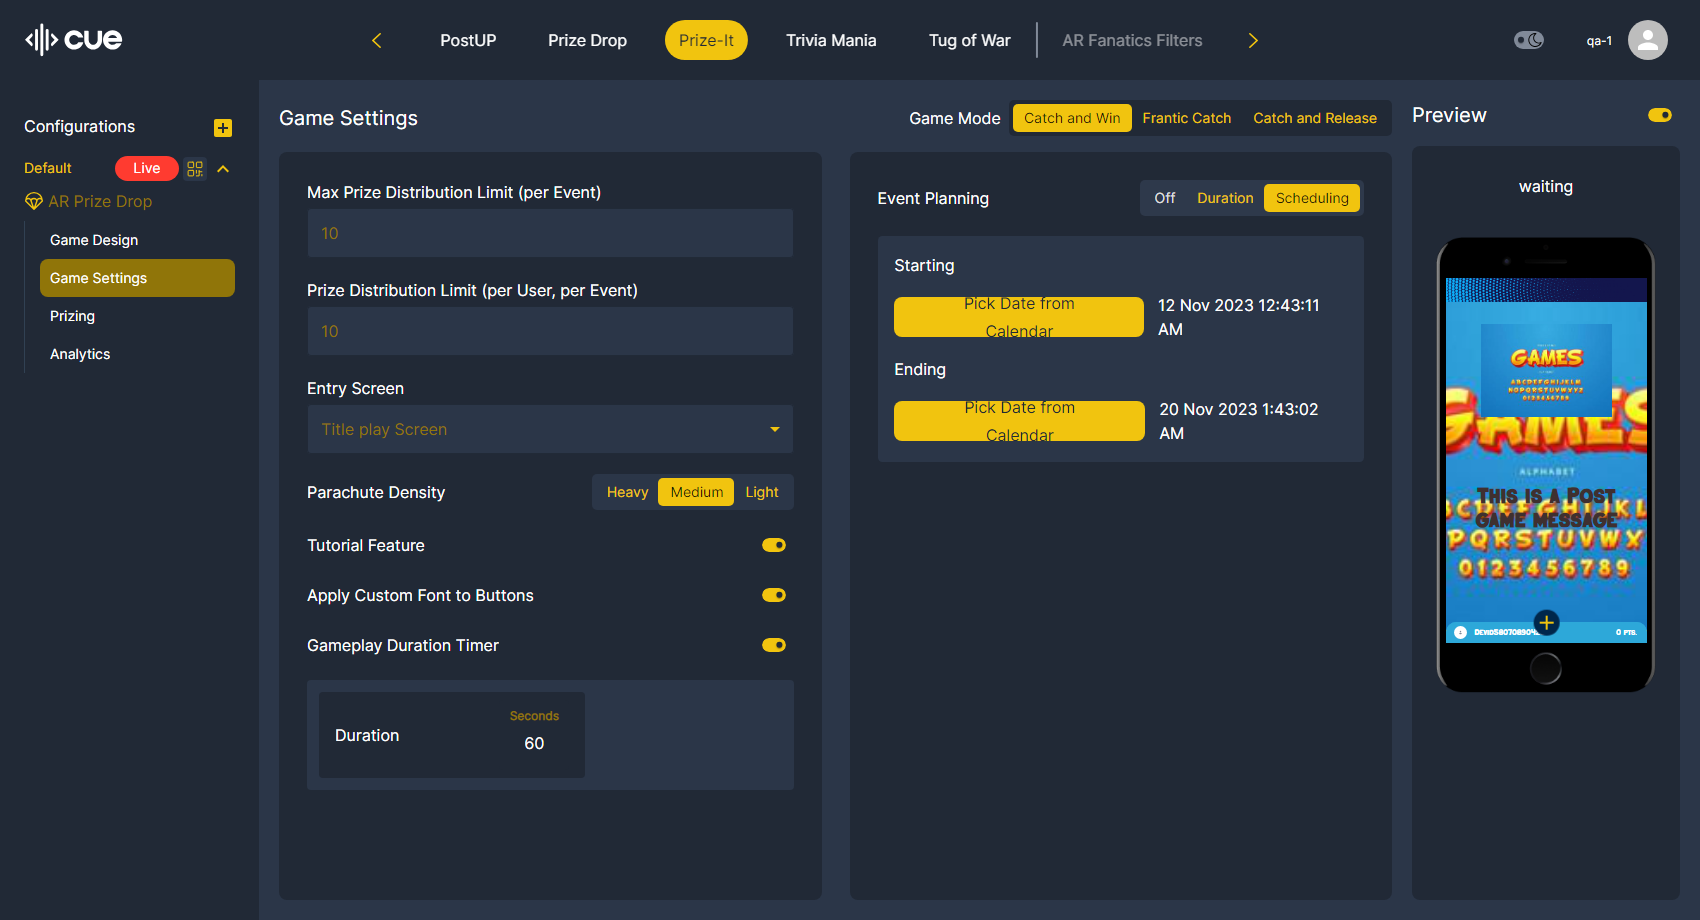 cue
PostUP
Prize Drop
Prize-It
Trivia Mania
Tug of War
AR Fanatics Filters
qa-1
Configurations
Default
Live
AR Prize Drop
Game Design
Game Settings
Prizing
Analytics
Game Settings
Game Mode
Catch and Win
Frantic Catch
Catch and Release
Max Prize Distribution Limit (per Event)
10
Prize Distribution Limit (per User, per Event)
10
Entry Screen
Title play Screen
Parachute Density
Heavy
Medium
Light
Tutorial Feature
Apply Custom Font to Buttons
Gameplay Duration Timer
Duration
Seconds
60
Event Planning
Off
Duration
Scheduling
Starting
Pick Date from
Calendar
12 Nov 2023 12:43:11
AM
Ending
Pick Date from
Calendar
20 Nov 2023 1:43:02
AM
Preview
waiting
GAMES
ABCDEFGHIJKLM
NOPQRSTUVWXYZ
0123456789
GAMES
ALPHABET
THIS IS A POST
GAME MESSAGE
PQRSTUVWX
0123456789
0 PTS.